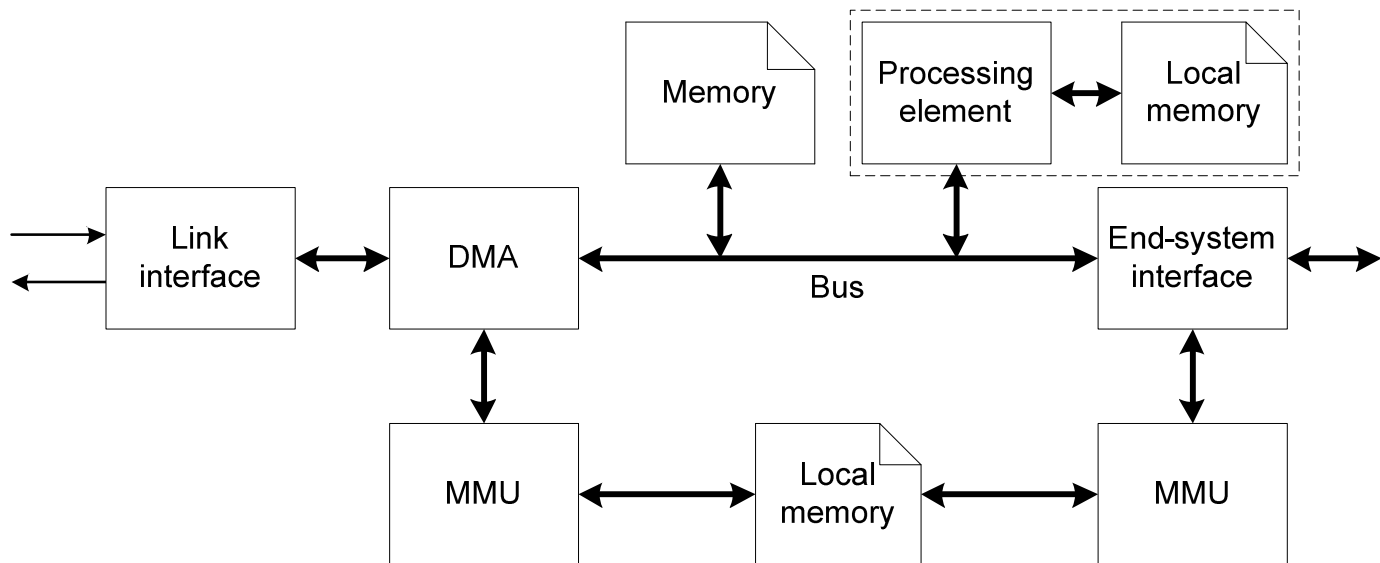 Memory
Processing
element
Local
memory
Link
interface
DMA
Bus
End-system
interface
MMU
Local
memory
MMU